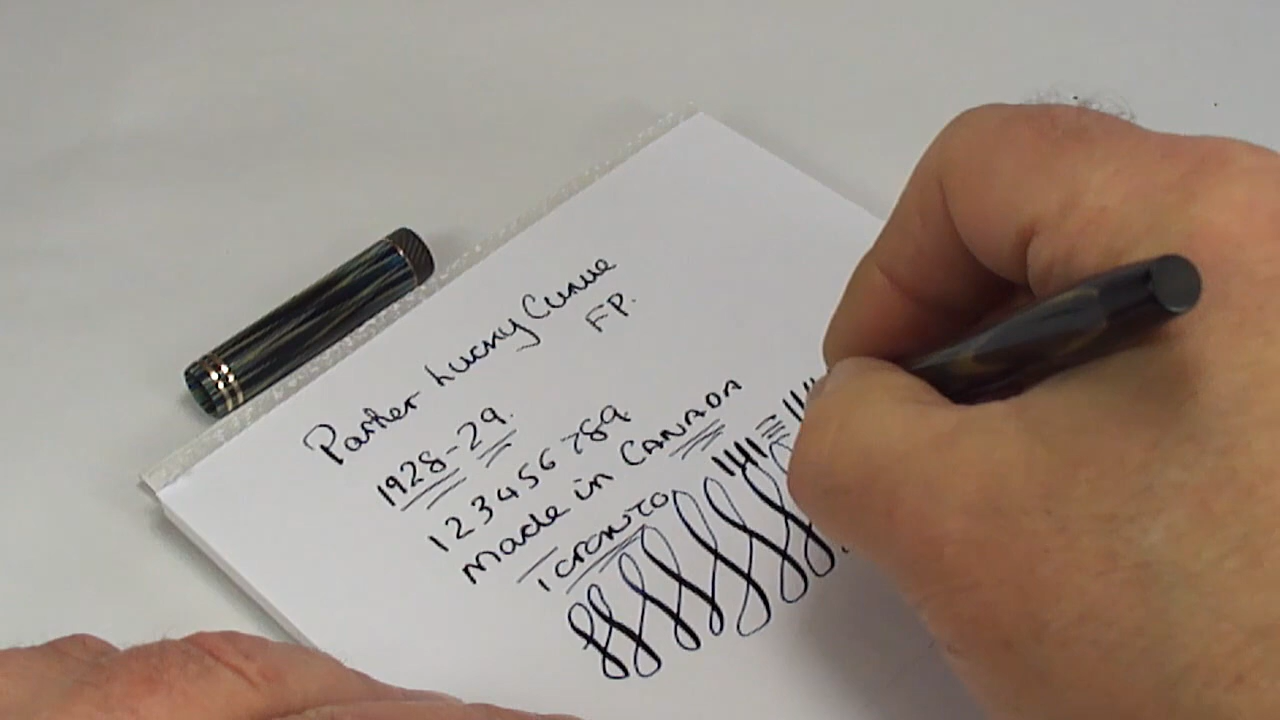 Parker Lucky Curve
FP.
1928-29.
123456789
made in CANADA
Toronto